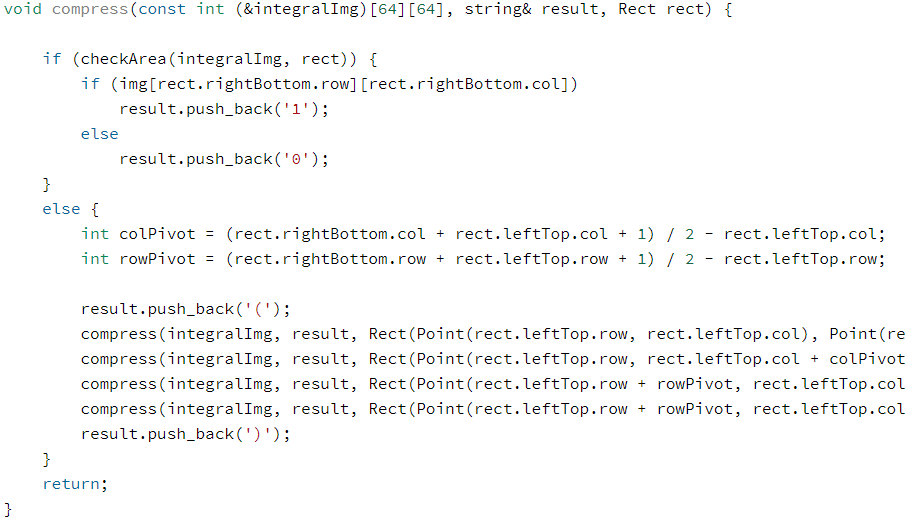 void compress(const int (&integralImg)[64][64], string& result, Rect rect) {
    if (checkArea(integralImg, rect)) {
        if (img[rect.rightBottom.row][rect.rightBottom.col])
            result.push_back('1');
        else
            result.push_back('0');
    }
    else {
        int colPivot = (rect.rightBottom.col + rect.leftTop.col + 1) / 2 - rect.leftTop.col;
        int rowPivot = (rect.rightBottom.row + rect.leftTop.row + 1) / 2 - rect.leftTop.row;
        result.push_back('(');
        compress(integralImg, result, Rect(Point(rect.leftTop.row, rect.leftTop.col), Point(re
        compress(integralImg, result, Rect(Point(rect.leftTop.row, rect.leftTop.col + colPivot
        compress(integralImg, result, Rect(Point(rect.leftTop.row + rowPivot, rect.leftTop.col
        compress(integralImg, result, Rect(Point(rect.leftTop.row + rowPivot, rect.leftTop.col
        result.push_back(')');
    }
    return;
}